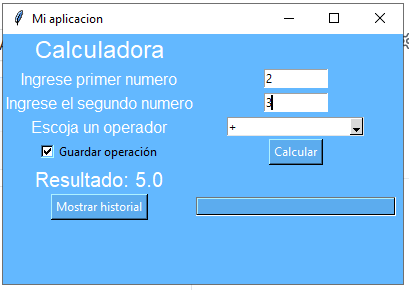 Mi aplicacion
Calculadora
Ingrese primer numero 2
Ingrese el segundo numero 3
Escoja un operador +
Guardar operación Calcular
Resultado: 5.0
Mostrar historial